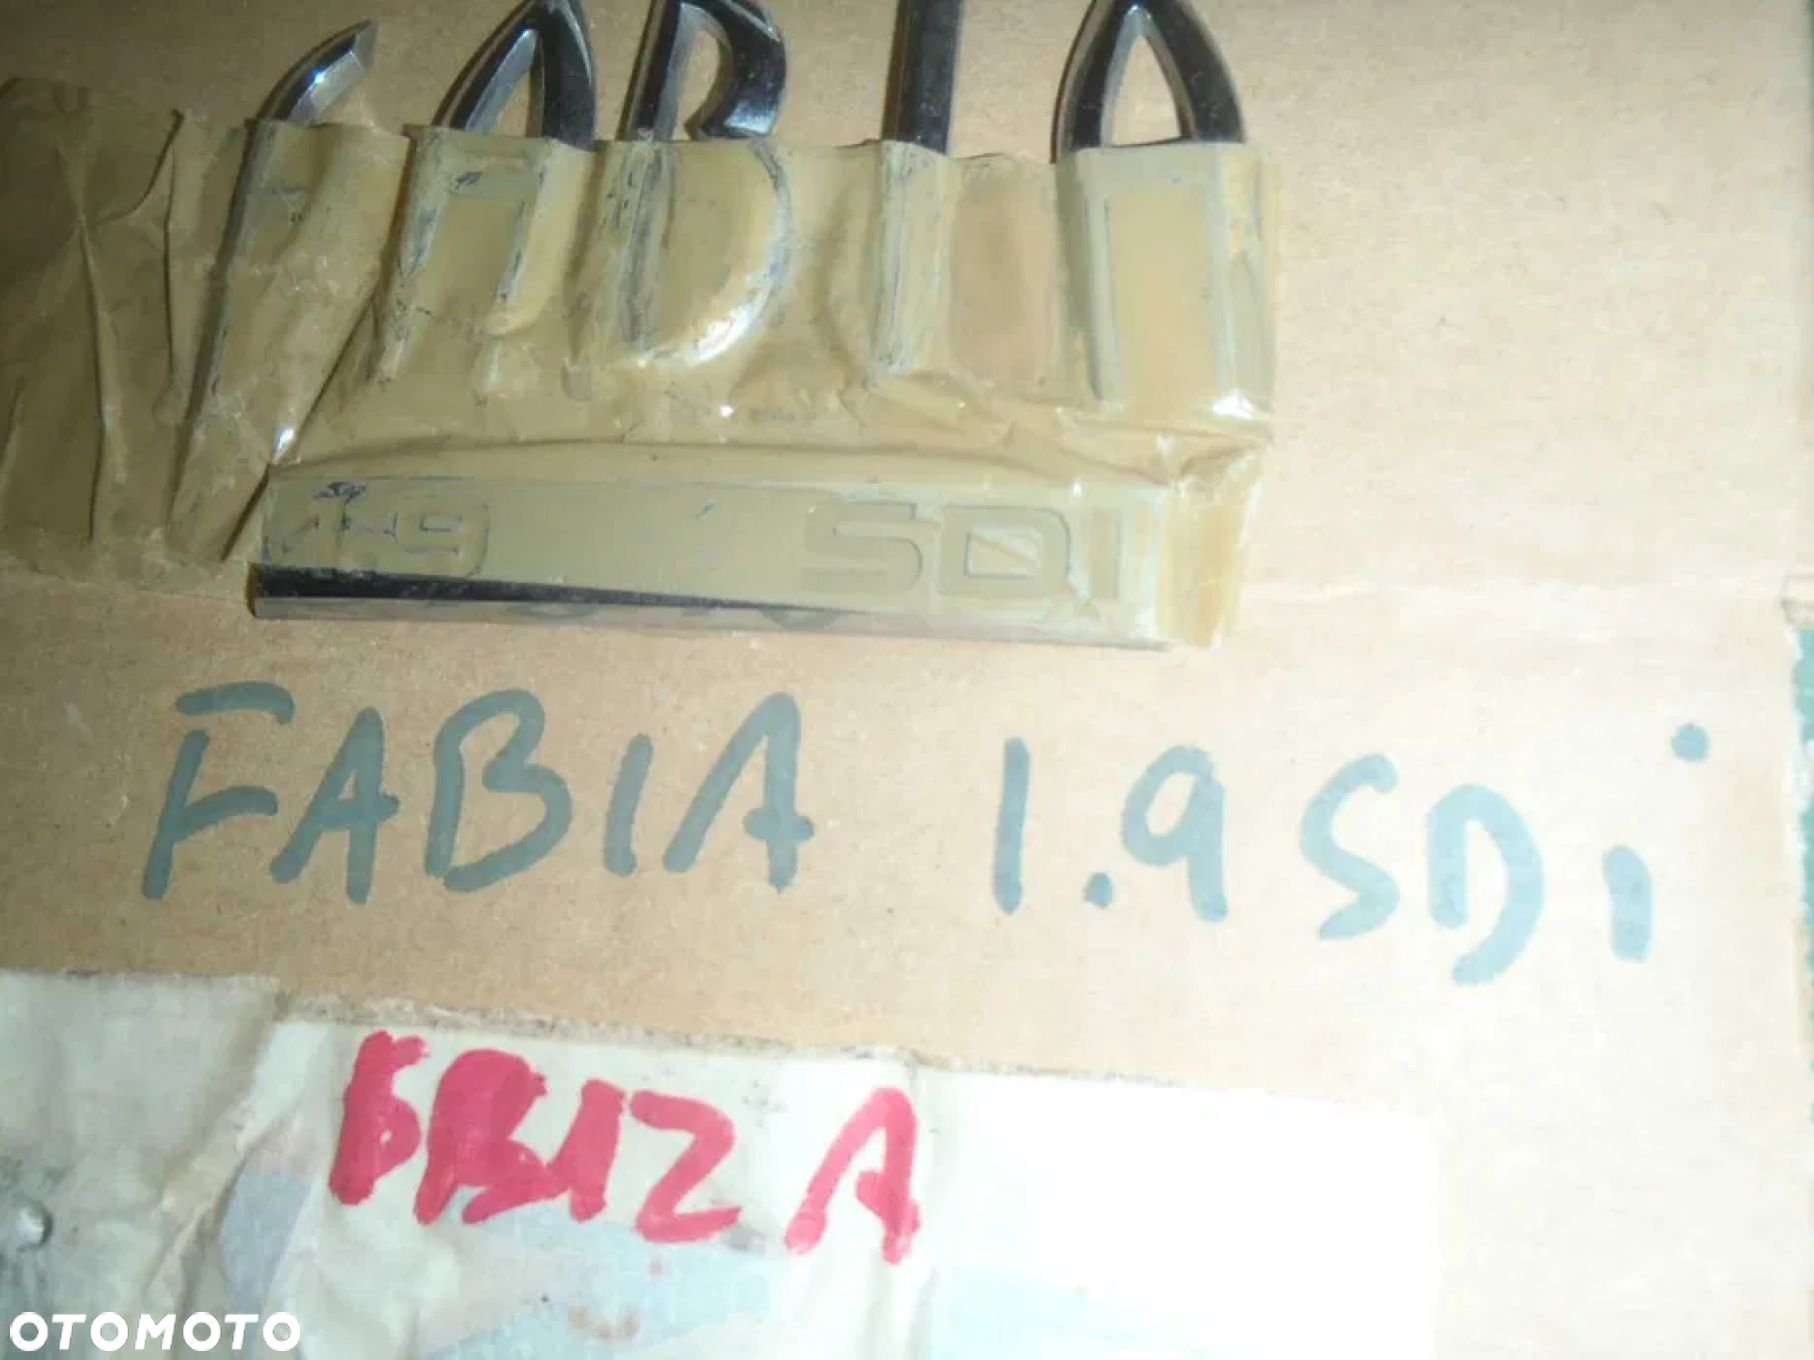 FABIA
1.9 SDI
FABIA 1.9 SDi
IBIZA
OTOMOTO